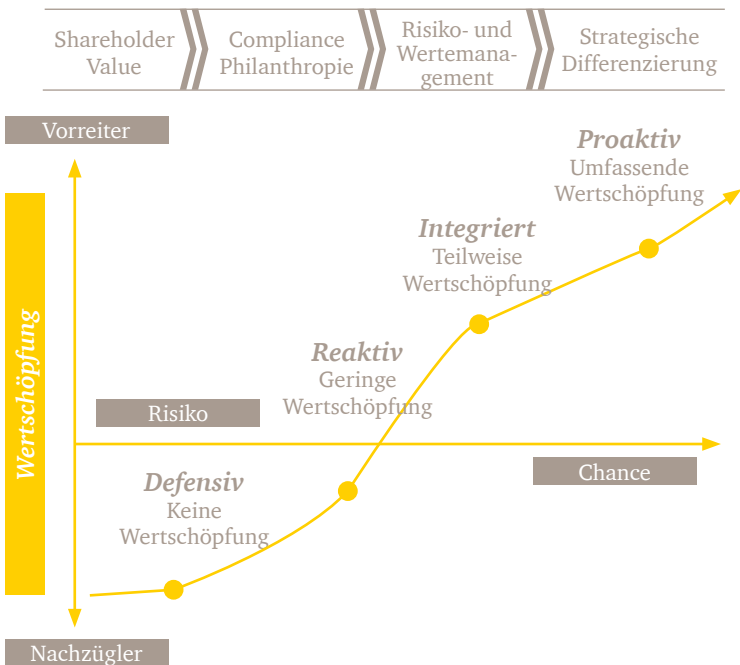 Shareholder
Value
Compliance
Philanthropie
Risiko- und
Wertemana-
gement
Strategische
Differenzierung
Vorreiter
Proaktiv
Umfassende
Wertschöpfung
Integriert
Teilweise
Wertschöpfung
Reaktiv
Geringe
Wertschöpfung
Wertschöpfung
Risiko
Chance
Defensiv
Keine
Wertschöpfung
Nachzügler